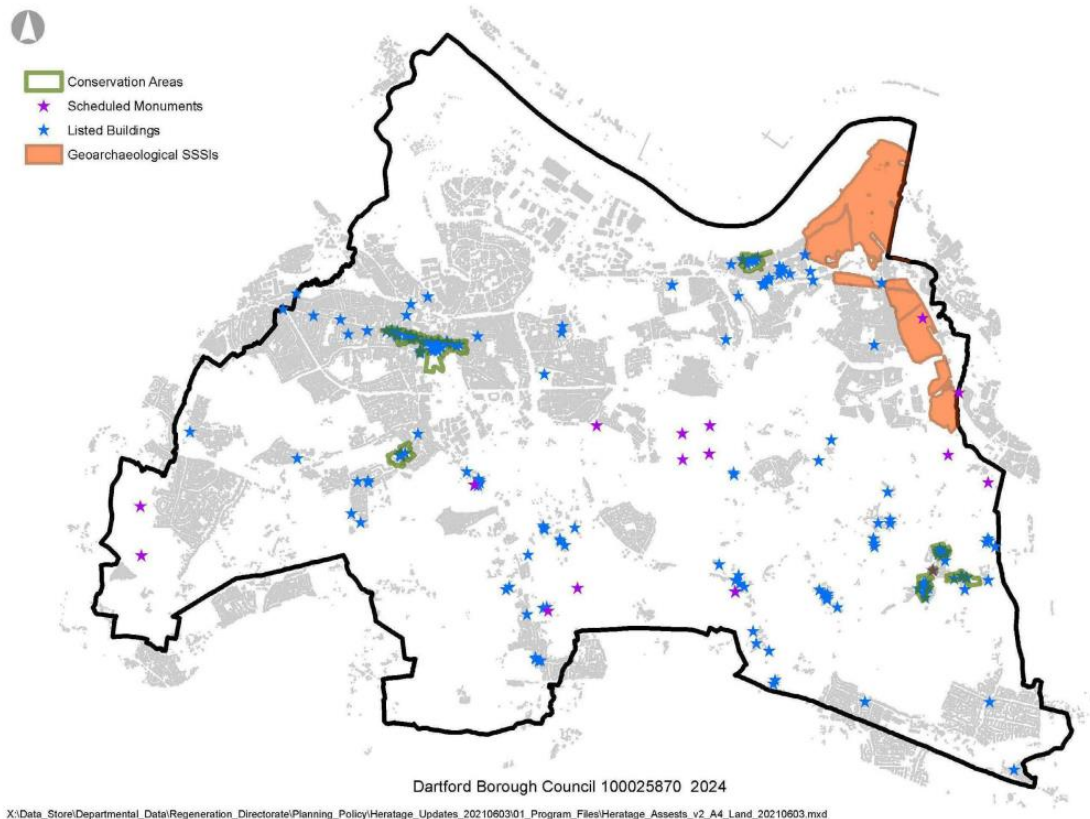 Conservation Areas
Scheduled Monuments
Listed Buildings
Geoarchaeological SSSIs
Dartford Borough Council 100025870 2024
X:\Data_Store\Departmental_Data\Regeneration_Directorate\Planning_Policy\Heratage_Updates_20210603\01_Program_Files\Heratage_Assests_v2_A4_Land_20210603.mxd